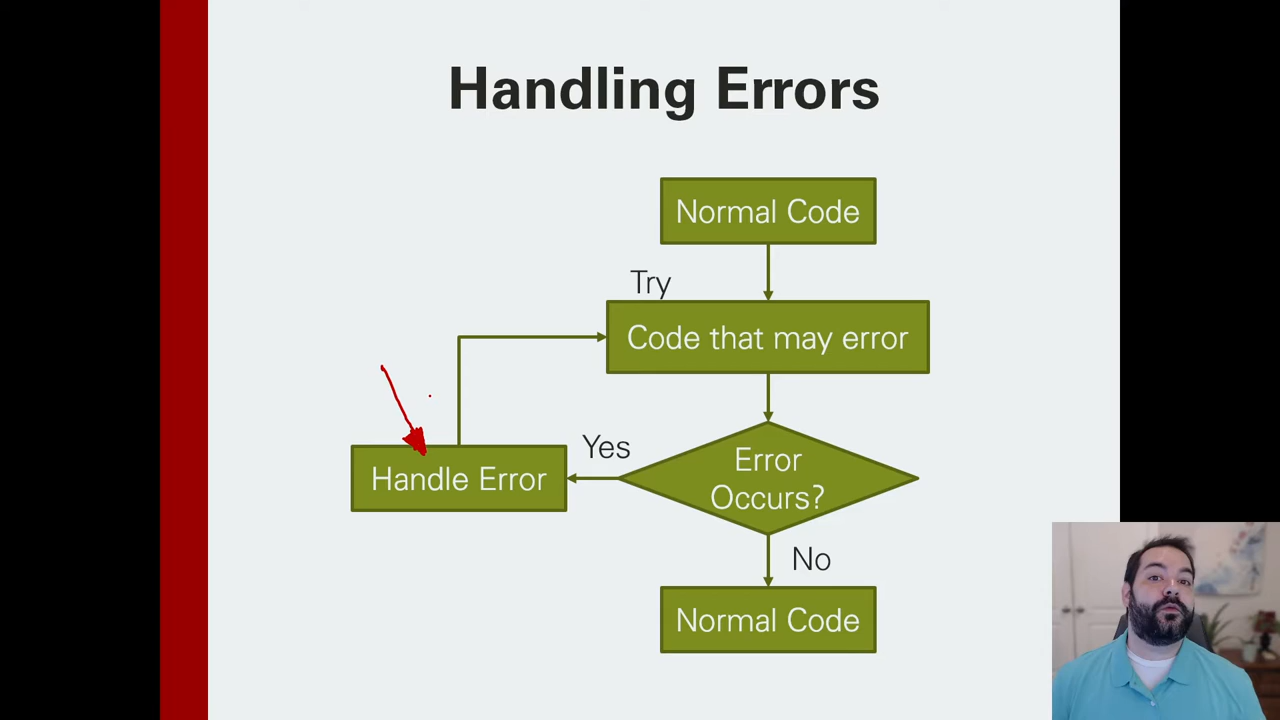 Handling Errors
Normal Code
Try
Code that may error
Yes
Handle Error
Error
Occurs?
No
Normal Code